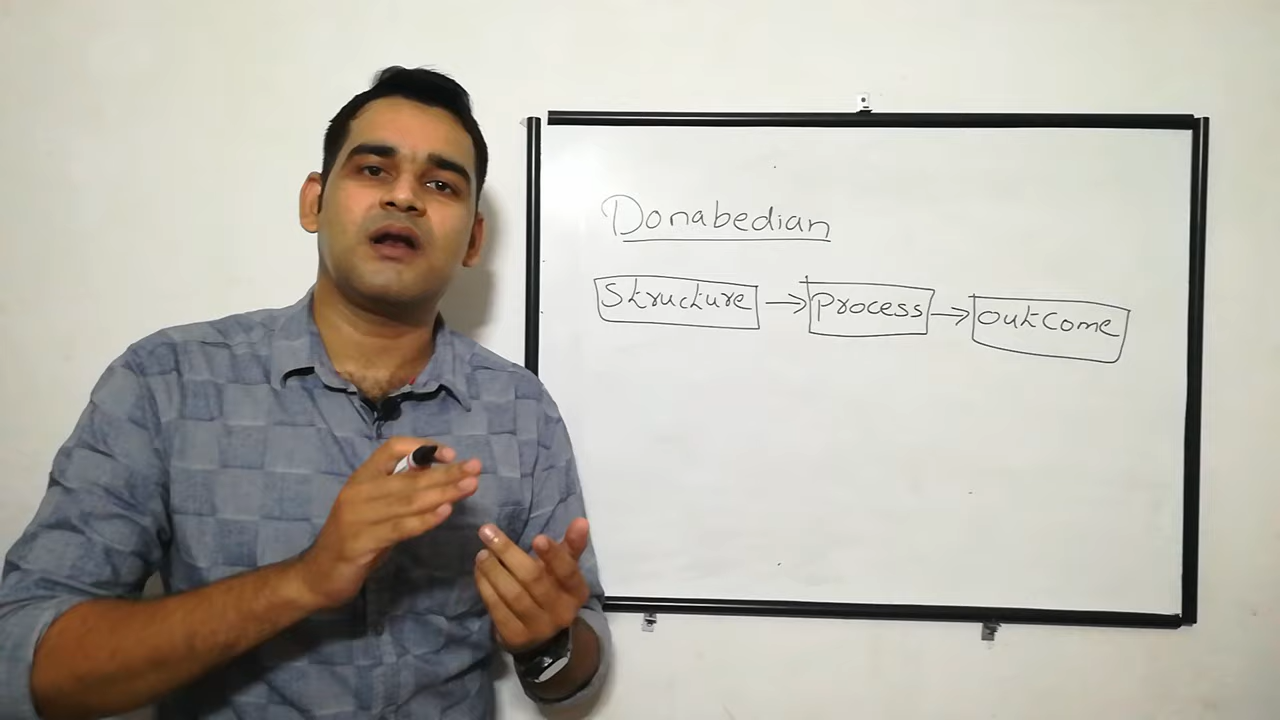 Donabedian
Structure → Process → Outcome